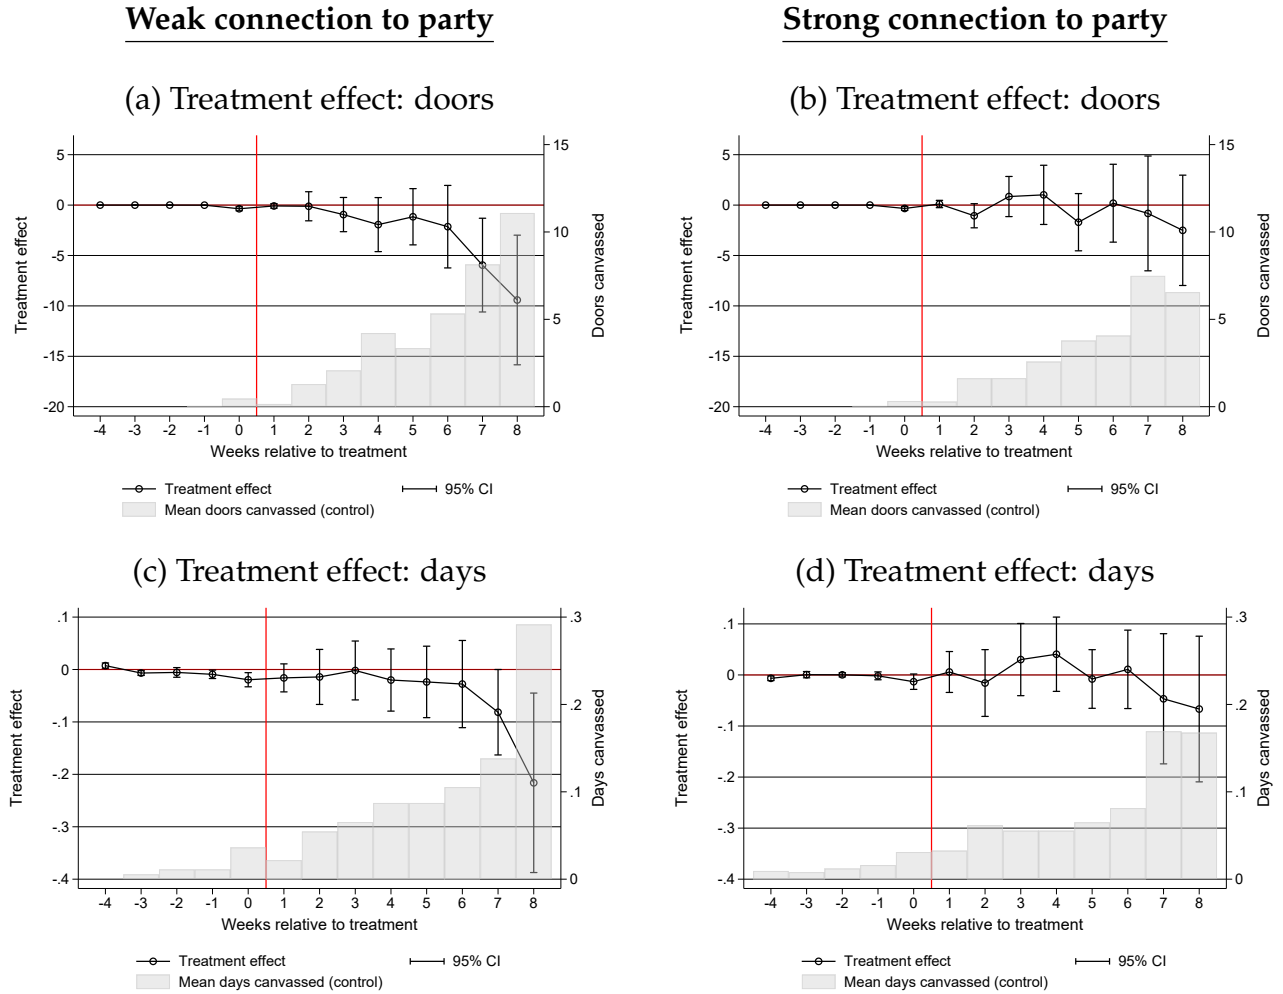 Weak connection to party
Strong connection to party
(a) Treatment effect: doors
(b) Treatment effect: doors
Treatment effect
5
0
-5
-10
-15
-20
15
10
5
0
Doors canvassed
-4 -3 -2 -1 0 1 2 3 4 5 6 7 8
Weeks relative to treatment
Treatment effect
95% CI
Mean doors canvassed (control)
Treatment effect
5
0
-5
-10
-15
-20
15
10
5
0
Doors canvassed
-4 -3 -2 -1 0 1 2 3 4 5 6 7 8
Weeks relative to treatment
Treatment effect
95% CI
Mean doors canvassed (control)
(c) Treatment effect: days
(d) Treatment effect: days
Treatment effect
.1
0
-.1
-.2
-.3
-.4
.3
.2
.1
0
Days canvassed
-4 -3 -2 -1 0 1 2 3 4 5 6 7 8
Weeks relative to treatment
Treatment effect
95% CI
Mean days canvassed (control)
Treatment effect
.1
0
-.1
-.2
-.3
-.4
.3
.2
.1
0
Days canvassed
-4 -3 -2 -1 0 1 2 3 4 5 6 7 8
Weeks relative to treatment
Treatment effect
95% CI
Mean days canvassed (control)